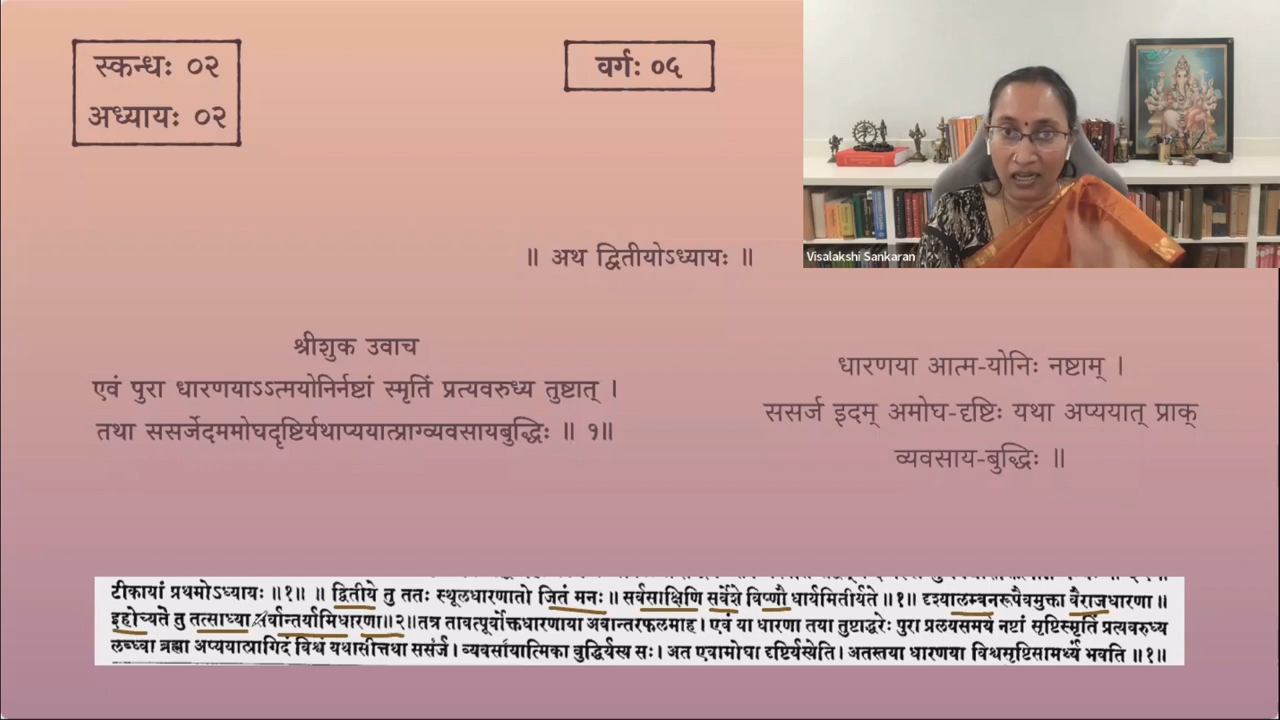 स्कन्धः ०२
अध्यायः ०२
वर्गः ०५
Visalakshi Sankaran
॥ अथ द्वितीयोऽध्यायः ॥
श्रीशुक उवाच
एवं पुरा धारणयाऽऽत्मयोनिर्नष्टां स्मृतिं प्रत्यवरुध्य तुष्टात् ।
तथा ससर्जेदममोघदृष्टिर्यथाप्ययात्प्राग्व्यवसायबुद्धिः ॥ १॥
धारणया आत्म-योनिः नष्टाम् ।
ससर्ज इदम् अमोघ-दृष्टिः यथा अप्ययात् प्राक्
व्यवसाय-बुद्धिः ॥
टीकायां प्रथमोऽध्यायः ॥१॥ ॥ द्वितीये तु ततः स्थूलधारणातो जितं मनः॥ सर्वसाक्षिणि सर्वेशे विष्णौ धार्यमितीर्यते ॥१॥ दृश्यालम्बनरूपैवमुक्ता वैराजधारणा॥
इहोच्यते तु तत्साध्या र्वान्तर्यामिधारणा॥२॥तत्र तावत्पूर्वोक्तधारणाया अवान्तरफलमाह। एवं या धारणा तया तुष्टाद्धरेः पुरा प्रलयसमये नष्टां सृष्टिस्मृतिं प्रत्यवरुध्य
लब्ध्वा ब्रह्मा अप्ययात्प्रागिदं विश्वं यथासीत्तथा ससर्ज। व्यवसायात्मिका बुद्धिर्यस्य सः। अत एवामोघा दृष्टिर्यस्येति। अतस्तया धारणया विश्वसृष्टिसामर्थ्यं भवति ॥१॥